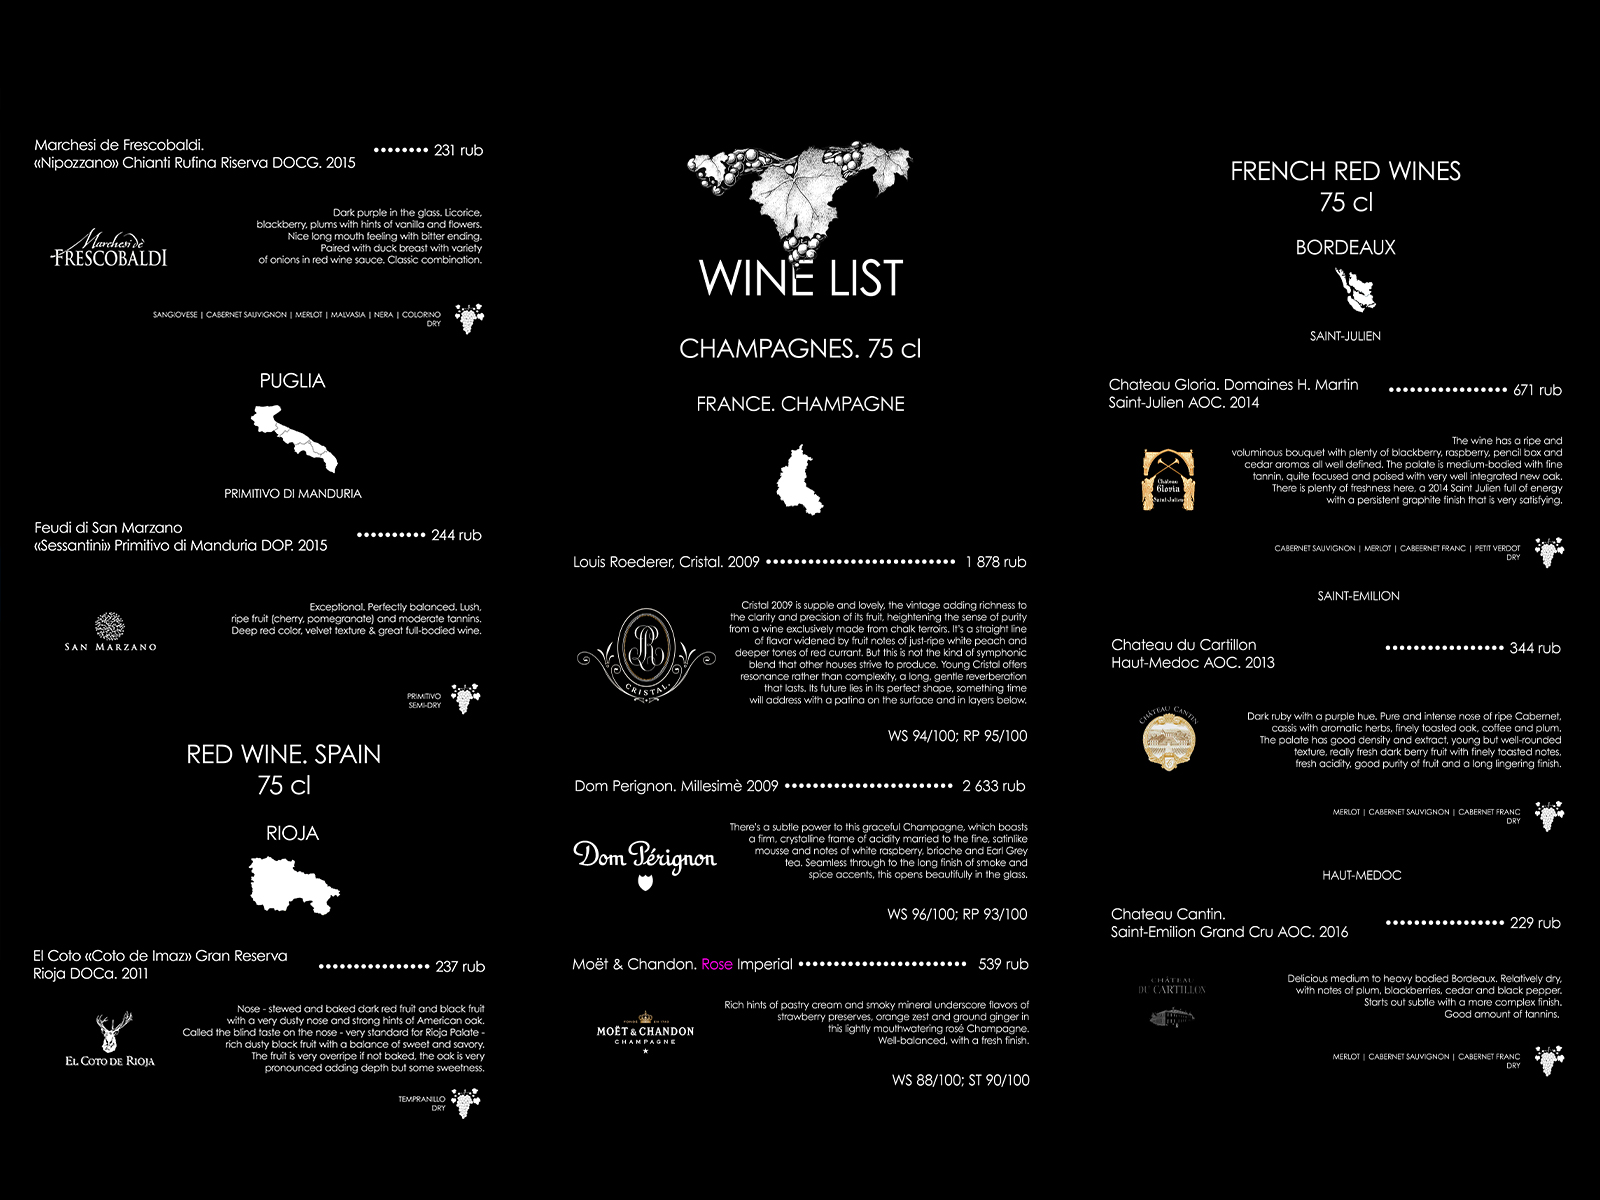 Marchesi de Frescobaldi.
«Nipozzano» Chianti Rufina Riserva DOCG. 2015 •••••••• 231 rub
Marchesi de'
FRESCOBALDI
Dark purple in the glass. Licorice,
blackberry, plums with hints of vanilla and flowers.
Nice long mouth feeling with bitter ending.
Paired with duck breast with variety
of onions in red wine sauce. Classic combination.
SANGIOVESE | CABERNET SAUVIGNON | MERLOT | MALVASIA | NERA | COLORINO
DRY
PUGLIA
PRIMITIVO DI MANDURIA
Feudi di San Marzano
«Sessantini» Primitivo di Manduria DOP. 2015 •••••••••• 244 rub
SAN MARZANO
Exceptional. Perfectly balanced. Lush,
ripe fruit (cherry, pomegranate) and moderate tannins.
Deep red color, velvet texture & great full-bodied wine.
PRIMITIVO
SEMI-DRY
RED WINE. SPAIN
75 cl
RIOJA
El Coto «Coto de Imaz» Gran Reserva
Rioja DOCa. 2011 •••••••••••••••• 237 rub
EL COTO DE RIOJA
Nose - stewed and baked dark red fruit and black fruit
with a very dusty nose and strong hints of American oak.
Called the blind taste on the nose - very standard for Rioja Palate -
rich dusty black fruit with a balance of sweet and savory.
The fruit is very overripe if not baked, the oak is very
pronounced adding depth but some sweetness.
TEMPRANILLO
DRY
WINE LIST
CHAMPAGNES. 75 cl
FRANCE. CHAMPAGNE
Louis Roederer, Cristal. 2009 ••••••••••••••••••••••••••• 1 878 rub
CRISTAL.
Cristal 2009 is supple and lovely, the vintage adding richness to
the clarity and precision of its fruit, heightening the sense of purity
from a wine exclusively made from chalk terroirs. It's a straight line
of flavor widened by fruit notes of just-ripe white peach and
deeper tones of red currant. But this is not the kind of symphonic
blend that other houses strive to produce. Young Cristal offers
resonance rather than complexity, a long, gentle reverberation
that lasts. Its future lies in its perfect shape, something time
will address with a patina on the surface and in layers below.
WS 94/100; RP 95/100
Dom Perignon. Millesimè 2009 •••••••••••••••••••••••• 2 633 rub
Dom Pérignon
There's a subtle power to this graceful Champagne, which boasts
a firm, crystalline frame of acidity married to the fine, satinlike
mousse and notes of white raspberry, brioche and Earl Grey
tea. Seamless through to the long finish of smoke and
spice accents, this opens beautifully in the glass.
WS 96/100; RP 93/100
Moët & Chandon. Rose Imperial •••••••••••••••••••••••• 539 rub
MOËT & CHANDON
CHAMPAGNE
Rich hints of pastry cream and smoky mineral underscore flavors of
strawberry preserves, orange zest and ground ginger in
this lightly mouthwatering rosé Champagne.
Well-balanced, with a fresh finish.
WS 88/100; ST 90/100
FRENCH RED WINES
75 cl
BORDEAUX
SAINT-JULIEN
Chateau Gloria. Domaines H. Martin
Saint-Julien AOC. 2014 ••••••••••••••••• 671 rub
Château
Gloria
Saint-Julien
The wine has a ripe and
voluminous bouquet with plenty of blackberry, raspberry, pencil box and
cedar aromas all well defined. The palate is medium-bodied with fine
tannin, quite focused and poised with very well integrated new oak.
There is plenty of freshness here, a 2014 Saint Julien full of energy
with a persistent graphite finish that is very satisfying.
CABERNET SAUVIGNON | MERLOT | CABEERNET FRANC | PETIT VERDOT
DRY
SAINT-EMILION
Chateau du Cartillon
Haut-Medoc AOC. 2013 ••••••••••••••••• 344 rub
CHÂTEAU CANTIN
Dark ruby with a purple hue. Pure and intense nose of ripe Cabernet,
cassis with aromatic herbs, finely toasted oak, coffee and plum.
The palate has good density and extract, young but well-rounded
texture, really fresh dark berry fruit with finely toasted notes,
fresh acidity, good purity of fruit and a long lingering finish.
MERLOT | CABERNET SAUVIGNON | CABERNET FRANC
DRY
HAUT-MEDOC
Chateau Cantin.
Saint-Emilion Grand Cru AOC. 2016 ••••••••••••••••• 229 rub
CHÂTEAU
DU CARTILLON
Delicious medium to heavy bodied Bordeaux. Relatively dry,
with notes of plum, blackberries, cedar and black pepper.
Starts out subtle with a more complex finish.
Good amount of tannins.
MERLOT | CABERNET SAUVIGNON | CABERNET FRANC
DRY